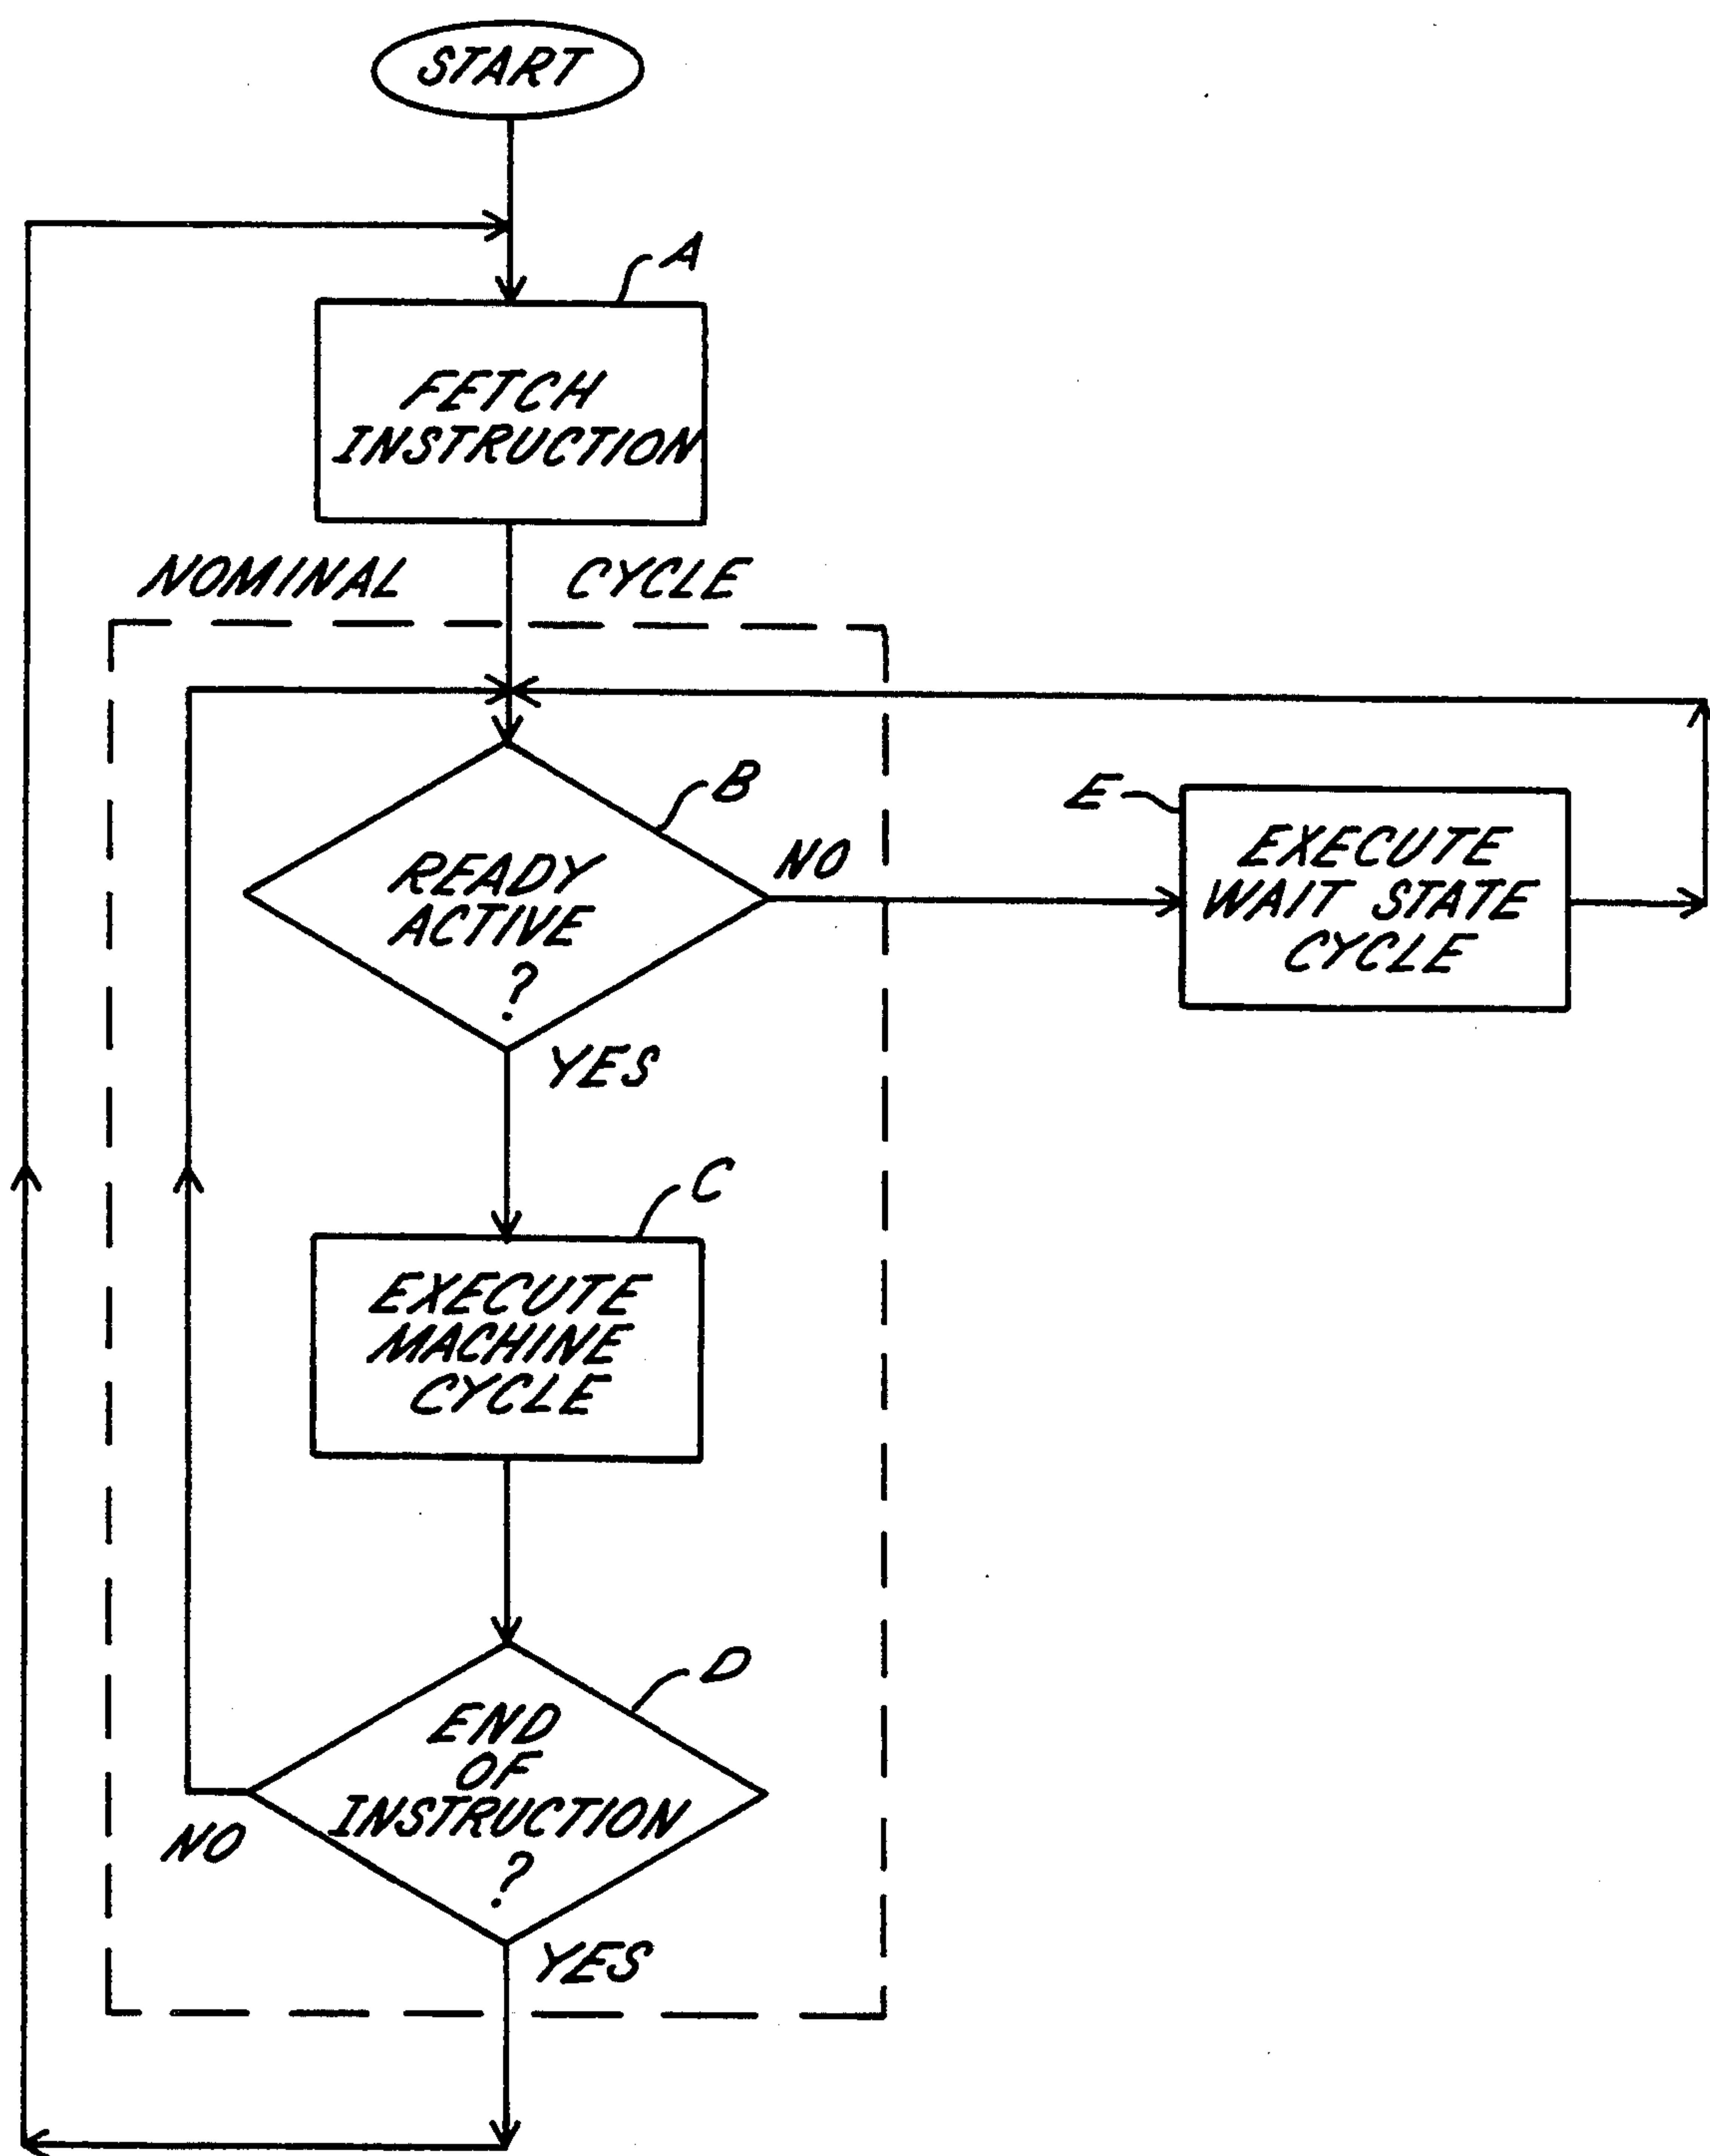 START
A
FETCH
INSTRUCTION
NOMINAL CYCLE
B
READY
ACTIVE
?
NO
YES
E
EXECUTE
WAIT STATE
CYCLE
C
EXECUTE
MACHINE
CYCLE
D
END
OF
INSTRUCTION
?
NO
YES